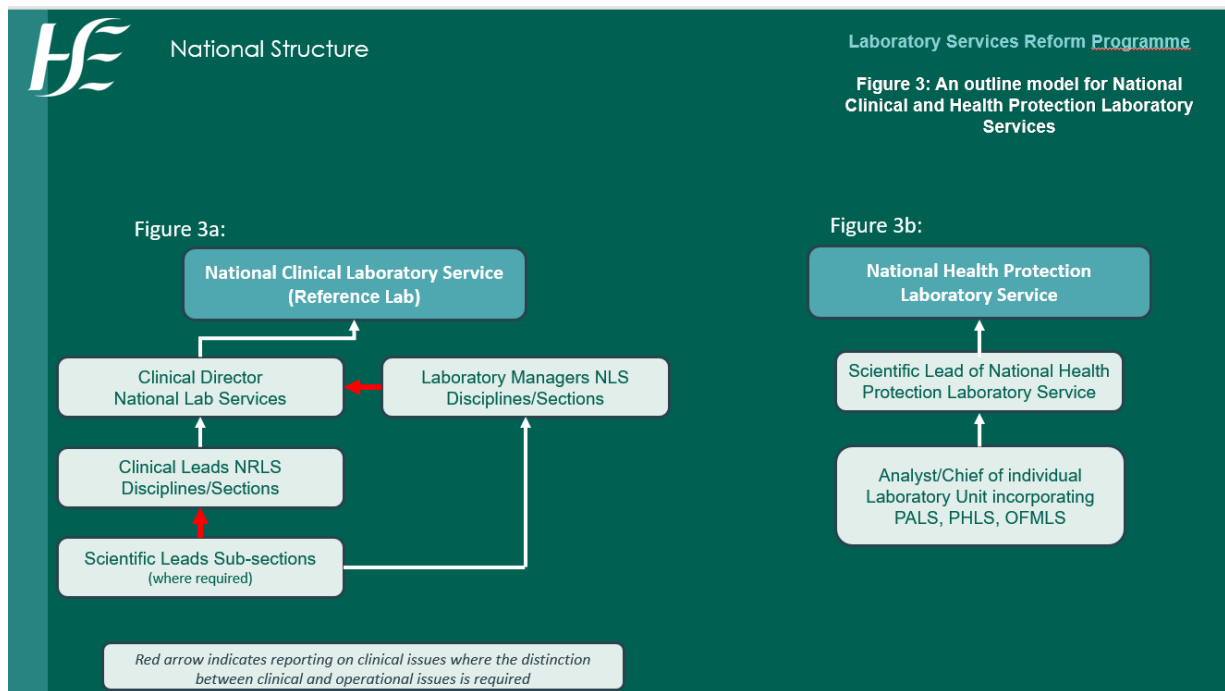 HSE
National Structure
Laboratory Services Reform Programme
Figure 3: An outline model for National
Clinical and Health Protection Laboratory
Services
Figure 3a:
National Clinical Laboratory Service
(Reference Lab)
Clinical Director
National Lab Services
Laboratory Managers NLS
Disciplines/Sections
Clinical Leads NRLS
Disciplines/Sections
Scientific Leads Sub-sections
(where required)
Red arrow indicates reporting on clinical issues where the distinction
between clinical and operational issues is required
Figure 3b:
National Health Protection
Laboratory Service
Scientific Lead of National Health
Protection Laboratory Service
Analyst/Chief of individual
Laboratory Unit incorporating
PALS, PHLS, OFMLS